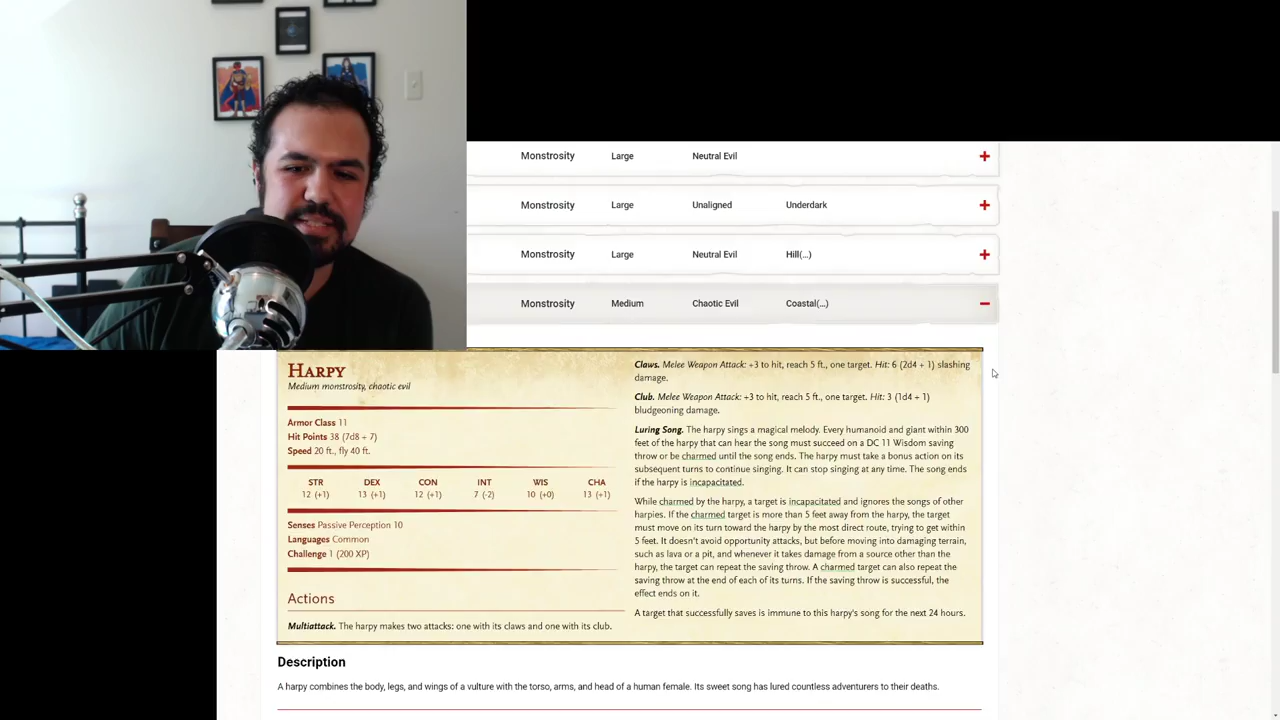 Monstrosity Large Neutral Evil
Monstrosity Large Unaligned Underdark
Monstrosity Large Neutral Evil Hill(...)
Monstrosity Medium Chaotic Evil Coastal(...)
HARPY
Medium monstrosity, chaotic evil
Armor Class 11
Hit Points 38 (7d8 + 7)
Speed 20 ft., fly 40 ft.
STR DEX CON INT WIS CHA
12 (+1) 13 (+1) 12 (+1) 7 (-2) 10 (+0) 13 (+1)
Senses Passive Perception 10
Languages Common
Challenge 1 (200 XP)
Actions
Multiattack. The harpy makes two attacks: one with its claws and one with its club.
Claws. Melee Weapon Attack: +3 to hit, reach 5 ft., one target. Hit: 6 (2d4 + 1) slashing
damage.
Club. Melee Weapon Attack: +3 to hit, reach 5 ft., one target. Hit: 3 (1d4 + 1)
bludgeoning damage.
Luring Song. The harpy sings a magical melody. Every humanoid and giant within 300
feet of the harpy that can hear the song must succeed on a DC 11 Wisdom saving
throw or be charmed until the song ends. The harpy must take a bonus action on its
subsequent turns to continue singing. It can stop singing at any time. The song ends
if the harpy is incapacitated.
While charmed by the harpy, a target is incapacitated and ignores the songs of other
harpies. If the charmed target is more than 5 feet away from the harpy, the target
must move on its turn toward the harpy by the most direct route, trying to get within
5 feet. It doesn't avoid opportunity attacks, but before moving into damaging terrain,
such as lava or a pit, and whenever it takes damage from a source other than the
harpy, the target can repeat the saving throw. A charmed target can also repeat the
saving throw at the end of each of its turns. If the saving throw is successful, the
effect ends on it.
A target that successfully saves is immune to this harpy's song for the next 24 hours.
Description
A harpy combines the body, legs, and wings of a vulture with the torso, arms, and head of a human female. Its sweet song has lured countless adventurers to their deaths.